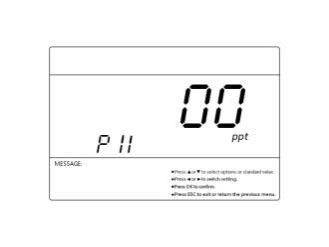 00
ppt
P11
MESSAGE:
●Press ▲or▼to select options or standard value.
●Press ◄ or ►to switch setting.
●Press OK to confirm.
●Press ESC to exit or return the previous menu.